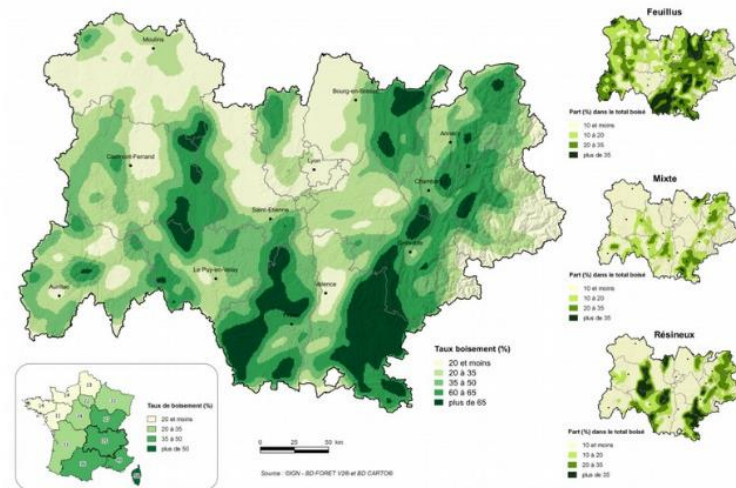 Moulins
Bourg-en-Bresse
Annecy
Clermont-Ferrand
Lyon
Chambéry
Saint-Etienne
Grenoble
Le Puy-en-Velay
Aurillac
Valence
Privas
Taux boisement (%)
20 et moins
20 à 35
35 à 50
60 à 65
plus de 65
Taux de boisement (%)
20 et moins
20 à 35
35 à 50
plus de 50
0 25 50 km
Source : ©IGN - BD FORET V2® et BD CARTO®
Feuillus
Part (%) dans le total boisé
10 et moins
10 à 20
20 à 35
plus de 35
Mixte
Part (%) dans le total boisé
10 et moins
10 à 20
20 à 35
plus de 35
Résineux
Part (%) dans le total boisé
10 et moins
10 à 20
20 à 35
plus de 35